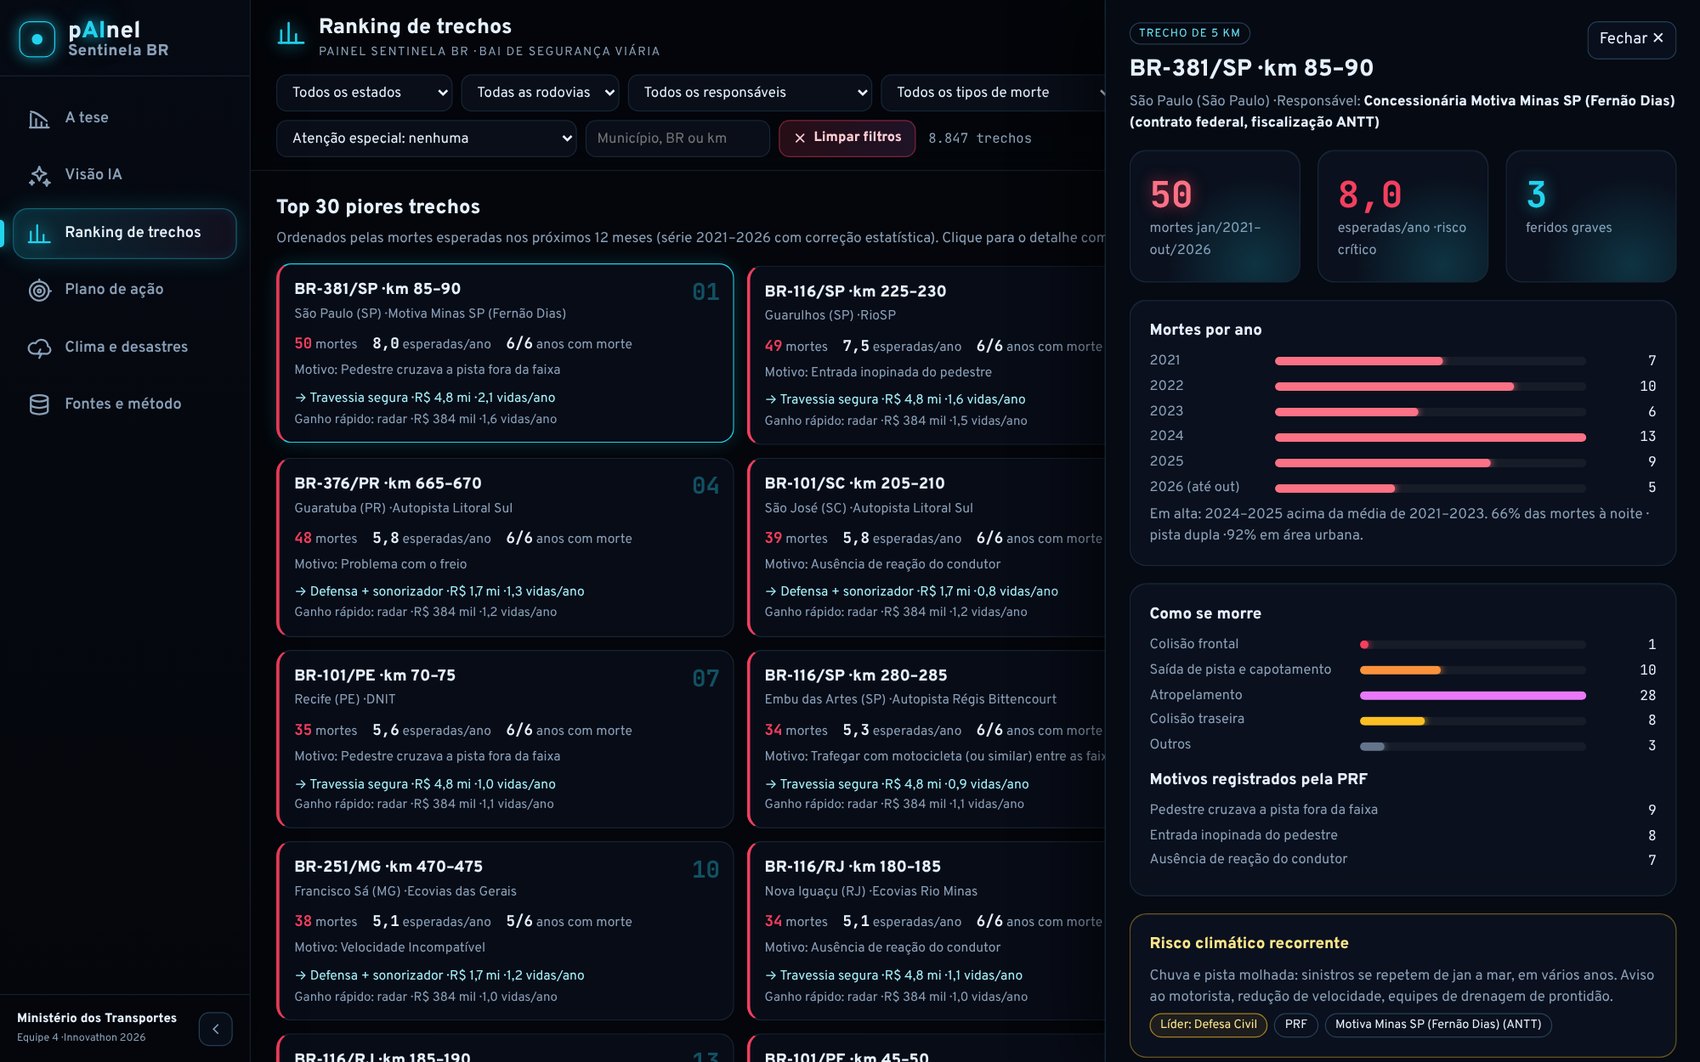 pAInel
Sentinela BR
A tese
Visão IA
Ranking de trechos
Plano de ação
Clima e desastres
Fontes e método
Ministério dos Transportes
Equipe 4 ·Innovathon 2026
Ranking de trechos
PAINEL SENTINELA BR ·BAI DE SEGURANÇA VIÁRIA
Todos os estados
Todas as rodovias
Todos os responsáveis
Todos os tipos de morte
Atenção especial: nenhuma
Município, BR ou km
× Limpar filtros
8.847 trechos
Top 30 piores trechos
Ordenados pelas mortes esperadas nos próximos 12 meses (série 2021–2026 com correção estatística). Clique para o detalhe com
BR-381/SP ·km 85–90
01
São Paulo (SP) ·Motiva Minas SP (Fernão Dias)
50 mortes 8,0 esperadas/ano 6/6 anos com morte
Motivo: Pedestre cruzava a pista fora da faixa
→ Travessia segura ·R$ 4,8 mi ·2,1 vidas/ano
Ganho rápido: radar ·R$ 384 mil ·1,6 vidas/ano
BR-116/SP ·km 225–230
Guarulhos (SP) ·RioSP
49 mortes 7,5 esperadas/ano 6/6 anos com morte
Motivo: Entrada inopinada do pedestre
→ Travessia segura ·R$ 4,8 mi ·1,6 vidas/ano
Ganho rápido: radar ·R$ 384 mil ·1,5 vidas/ano
BR-376/PR ·km 665–670
04
Guaratuba (PR) ·Autopista Litoral Sul
48 mortes 5,8 esperadas/ano 6/6 anos com morte
Motivo: Problema com o freio
→ Defensa + sonorizador ·R$ 1,7 mi ·1,3 vidas/ano
Ganho rápido: radar ·R$ 384 mil ·1,2 vidas/ano
BR-101/SC ·km 205–210
São José (SC) ·Autopista Litoral Sul
39 mortes 5,8 esperadas/ano 6/6 anos com morte
Motivo: Ausência de reação do condutor
→ Defensa + sonorizador ·R$ 1,7 mi ·0,8 vidas/ano
Ganho rápido: radar ·R$ 384 mil ·1,2 vidas/ano
BR-101/PE ·km 70–75
07
Recife (PE) ·DNIT
35 mortes 5,6 esperadas/ano 6/6 anos com morte
Motivo: Pedestre cruzava a pista fora da faixa
→ Travessia segura ·R$ 4,8 mi ·1,0 vidas/ano
Ganho rápido: radar ·R$ 384 mil ·1,1 vidas/ano
BR-116/SP ·km 280–285
Embu das Artes (SP) ·Autopista Régis Bittencourt
34 mortes 5,3 esperadas/ano 6/6 anos com morte
Motivo: Trafegar com motocicleta (ou similar) entre as faix
→ Travessia segura ·R$ 4,8 mi ·0,9 vidas/ano
Ganho rápido: radar ·R$ 384 mil ·1,1 vidas/ano
BR-251/MG ·km 470–475
10
Francisco Sá (MG) ·Ecovias das Gerais
38 mortes 5,1 esperadas/ano 5/6 anos com morte
Motivo: Velocidade Incompatível
→ Defensa + sonorizador ·R$ 1,7 mi ·1,2 vidas/ano
Ganho rápido: radar ·R$ 384 mil ·1,0 vidas/ano
BR-116/RJ ·km 180–185
Nova Iguaçu (RJ) ·Ecovias Rio Minas
34 mortes 5,1 esperadas/ano 6/6 anos com morte
Motivo: Ausência de reação do condutor
→ Travessia segura ·R$ 4,8 mi ·1,1 vidas/ano
Ganho rápido: radar ·R$ 384 mil ·1,0 vidas/ano
BR-116/RJ ·km 185–190
13
BR-101/PE ·km 45–50
TRECHO DE 5 KM
Fechar ×
BR-381/SP ·km 85–90
São Paulo (São Paulo) ·Responsável: Concessionária Motiva Minas SP (Fernão Dias)
(contrato federal, fiscalização ANTT)
50
mortes jan/2021–
out/2026
8,0
esperadas/ano ·risco
crítico
3
feridos graves
Mortes por ano
2021 7
2022 10
2023 6
2024 13
2025 9
2026 (até out) 5
Em alta: 2024–2025 acima da média de 2021–2023. 66% das mortes à noite ·
pista dupla ·92% em área urbana.
Como se morre
Colisão frontal 1
Saída de pista e capotamento 10
Atropelamento 28
Colisão traseira 8
Outros 3
Motivos registrados pela PRF
Pedestre cruzava a pista fora da faixa 9
Entrada inopinada do pedestre 8
Ausência de reação do condutor 7
Risco climático recorrente
Chuva e pista molhada: sinistros se repetem de jan a mar, em vários anos. Aviso
ao motorista, redução de velocidade, equipes de drenagem de prontidão.
Líder: Defesa Civil
PRF
Motiva Minas SP (Fernão Dias) (ANTT)